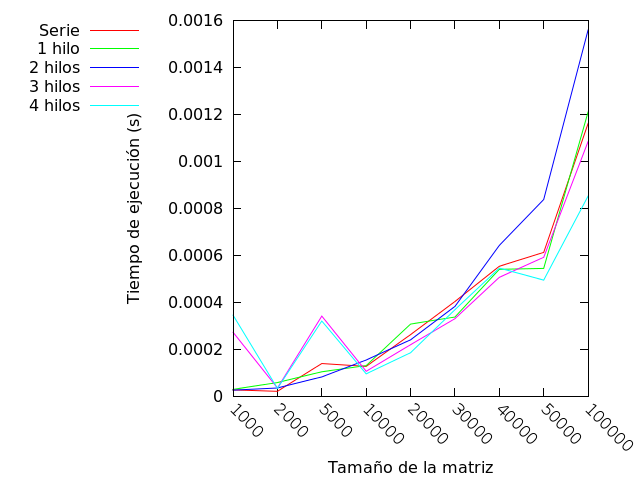 Serie
1 hilo
2 hilos
3 hilos
4 hilos
Tiempo de ejecución (s)
0.0016
0.0014
0.0012
0.001
0.0008
0.0006
0.0004
0.0002
0
1000
2000
5000
10000
20000
30000
40000
50000
100000
Tamaño de la matriz